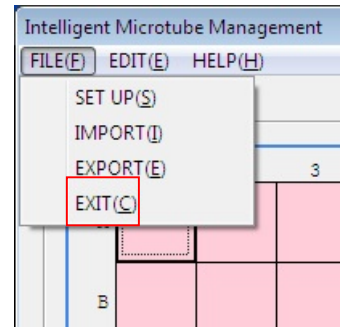 Intelligent Microtube Management
FILE(F) EDIT(E) HELP(H)
SET UP(S)
IMPORT(I)
EXPORT(E)
EXIT(C)
3
B